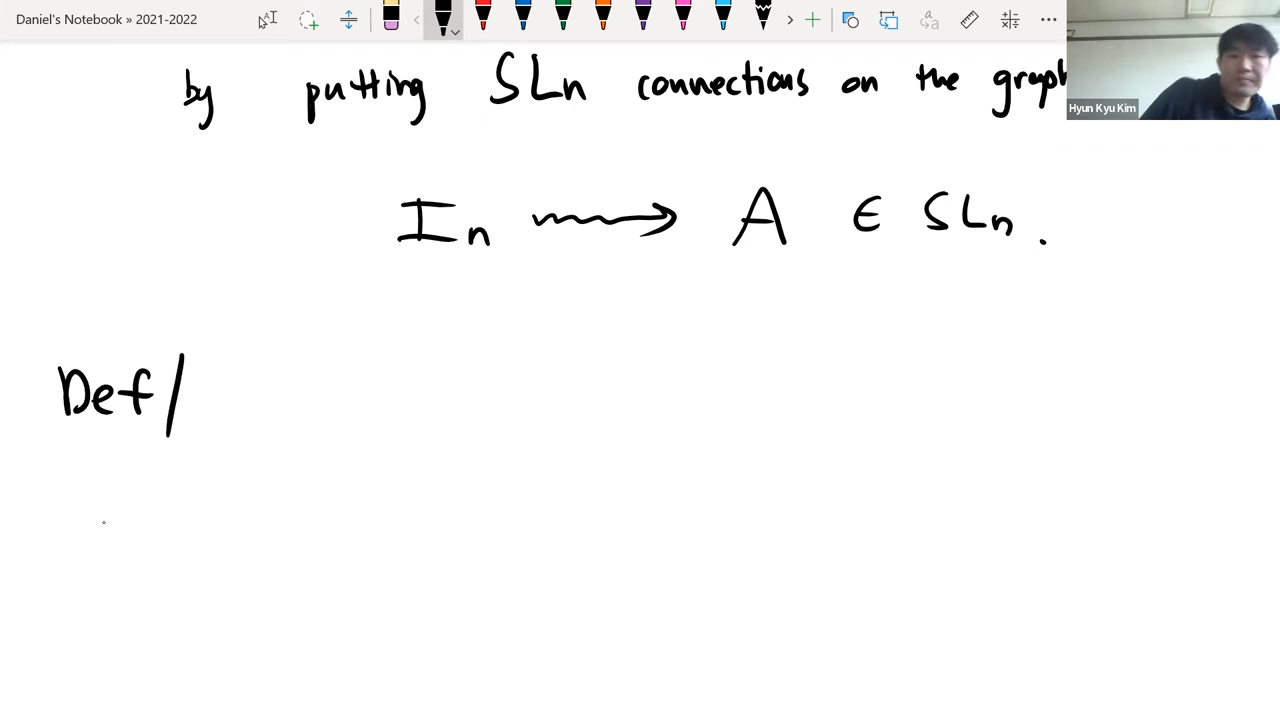 Daniel's Notebook » 2021-2022
by putting SLn connections on the graph
Hyun Kyu Kim
In ⟿ A ∈ SLn.
Def/